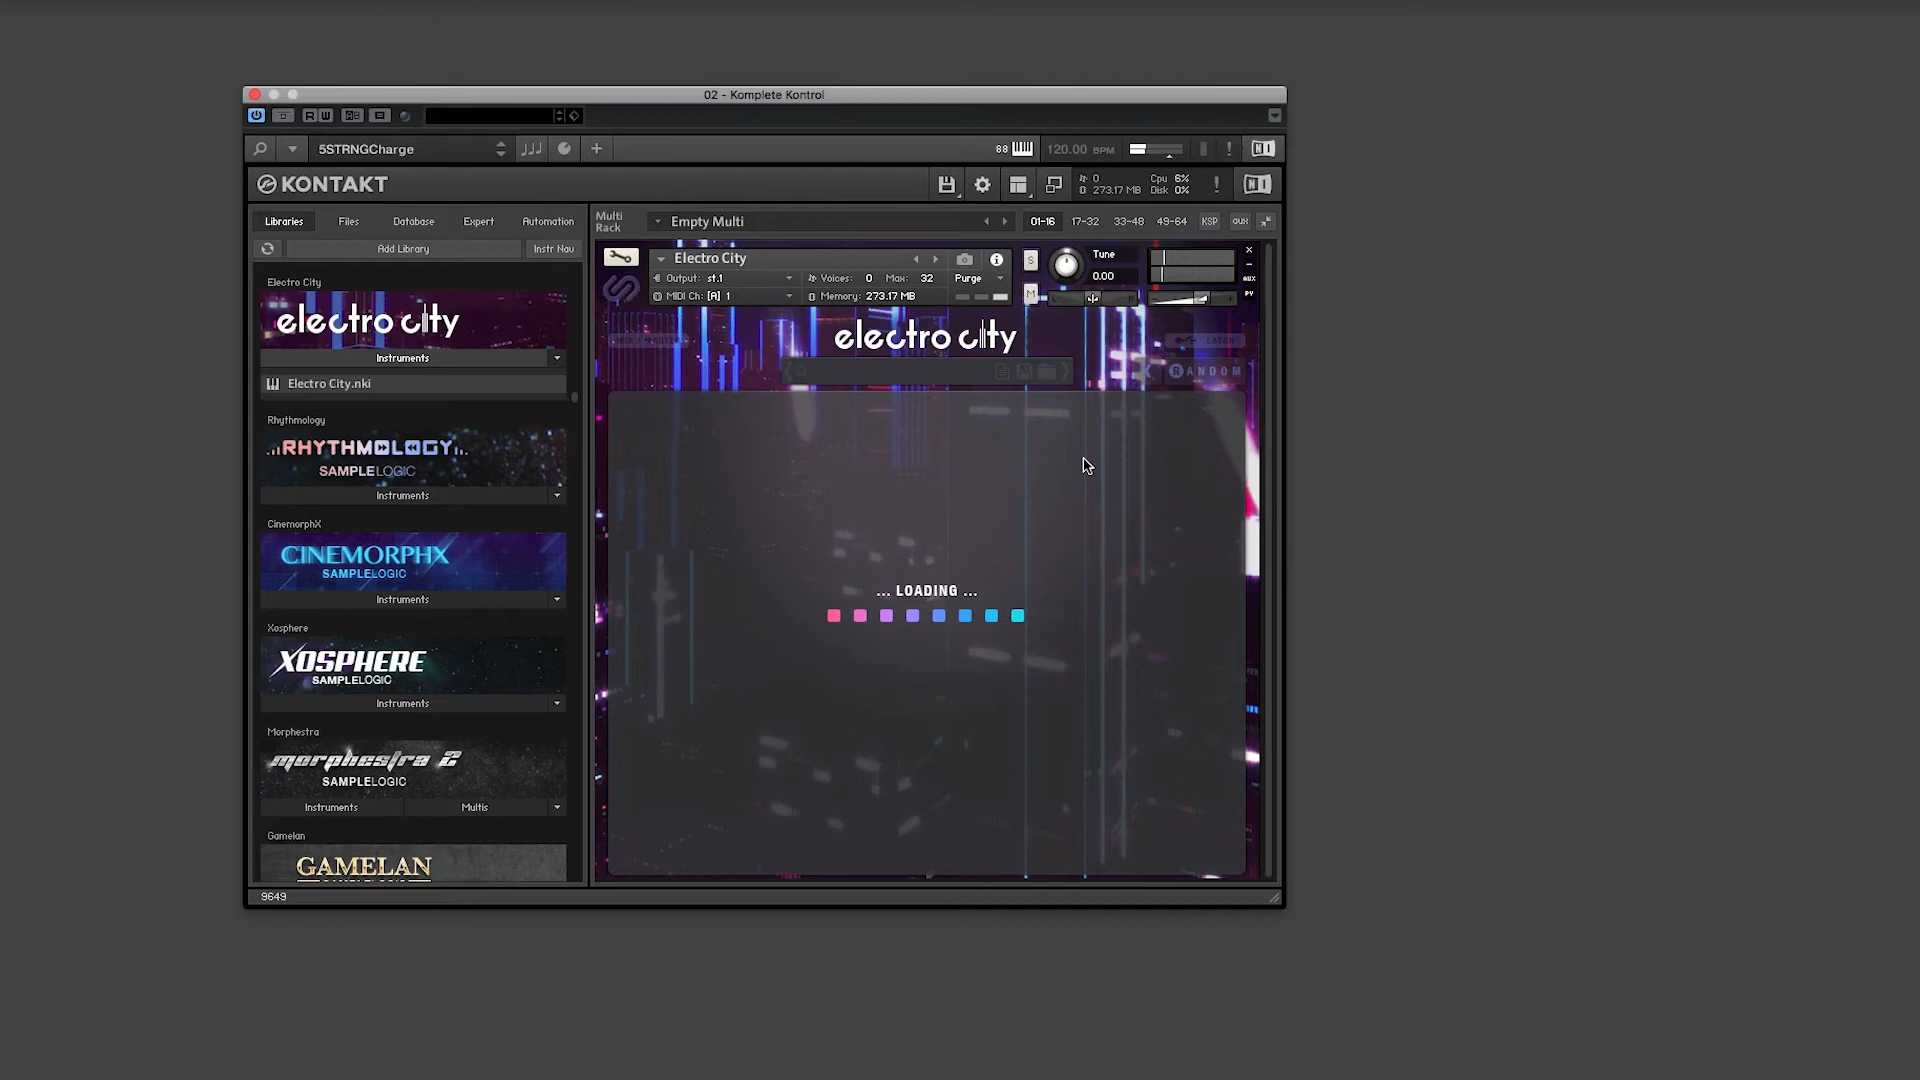 02 - Komplete Kontrol
R W
5STRNGCharge
88
120.00 BPM
KONTAKT
0
273.17 MB
Cpu 6%
Disk 0%
Libraries Files Database Expert Automation
Multi Rack
Empty Multi
01-16 17-32 33-48 49-64 KSP AUX
Add Library
Instr Nav
Electro City
electro city
Instruments
Electro City.nki
Rhythmology
RHYTHMOLOGY
SAMPLELOGIC
Instruments
CinemorphX
CINEMORPHX
SAMPLELOGIC
Instruments
Xosphere
XOSPHERE
SAMPLELOGIC
Instruments
Morphestra
morphestra 2
SAMPLELOGIC
Instruments Multis
Gamelan
GAMELAN
9649
Electro City
Output: st.1
Voices: 0 Max: 32
Purge
MIDI Ch: [A] 1
Memory: 273.17 MB
S
M
Tune
0.00
L R
AUX
PV
electro city
LATCH
RANDOM
... LOADING ...